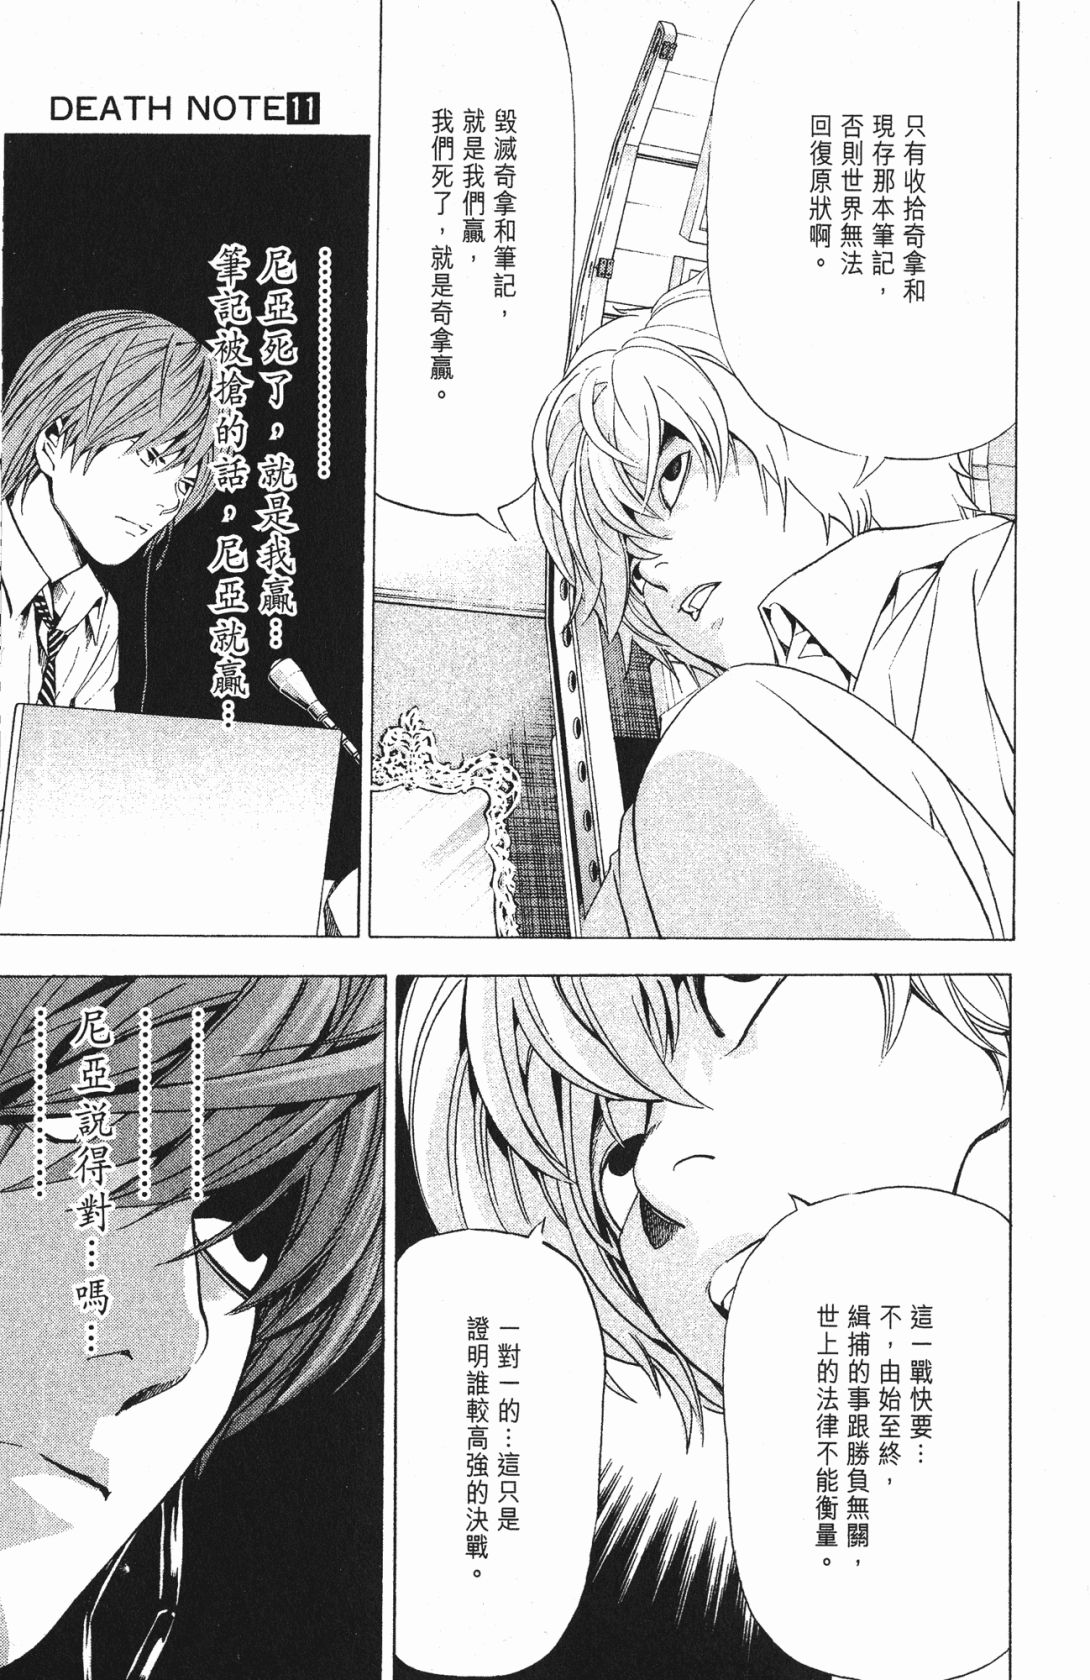 DEATH NOTE 11
只有收拾奇拿和
現存那本筆記，
否則世界無法
回復原狀啊。
毀滅奇拿和筆記，
就是我們贏，
我們死了，就是奇拿贏。
………………………
尼亞死了，就是我贏…
筆記被搶的話，尼亞就贏…
這一戰快要…
不，由始至終，
緝捕的事跟勝負無關，
世上的法律不能衡量。
一對一的…這只是
證明誰較高強的決戰。
……………………
……………………
尼亞說得對…嗎…
……………………